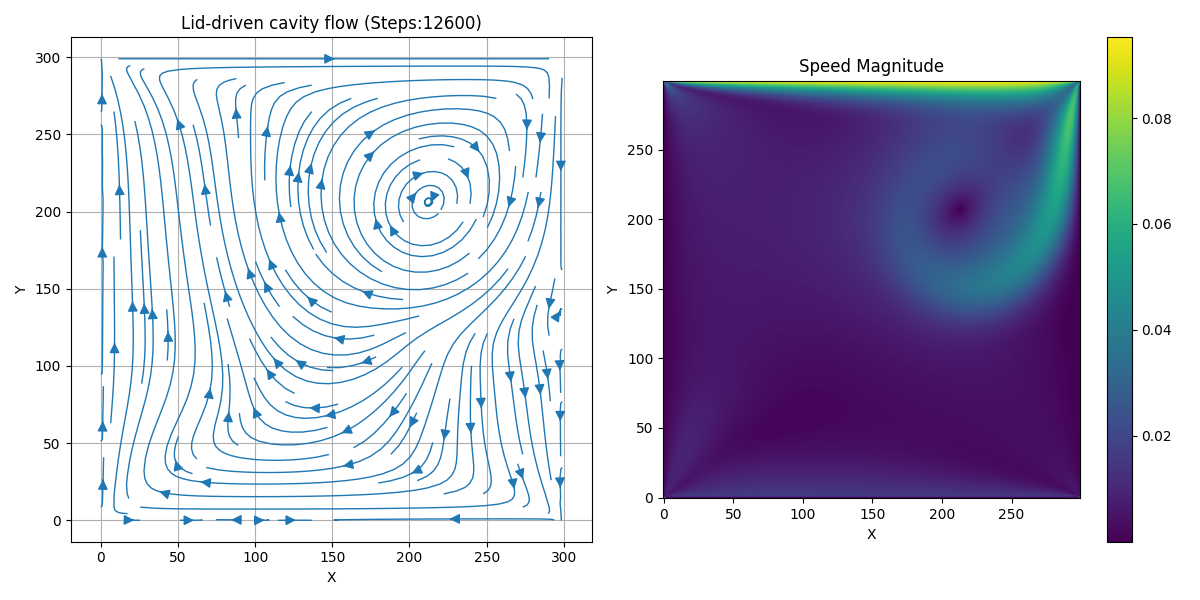 Lid-driven cavity flow (Steps:12600)
300
250
200
150
100
50
0
Y
0 50 100 150 200 250 300
X
Speed Magnitude
250
200
150
100
50
0
Y
0 50 100 150 200 250
X
0.08
0.06
0.04
0.02